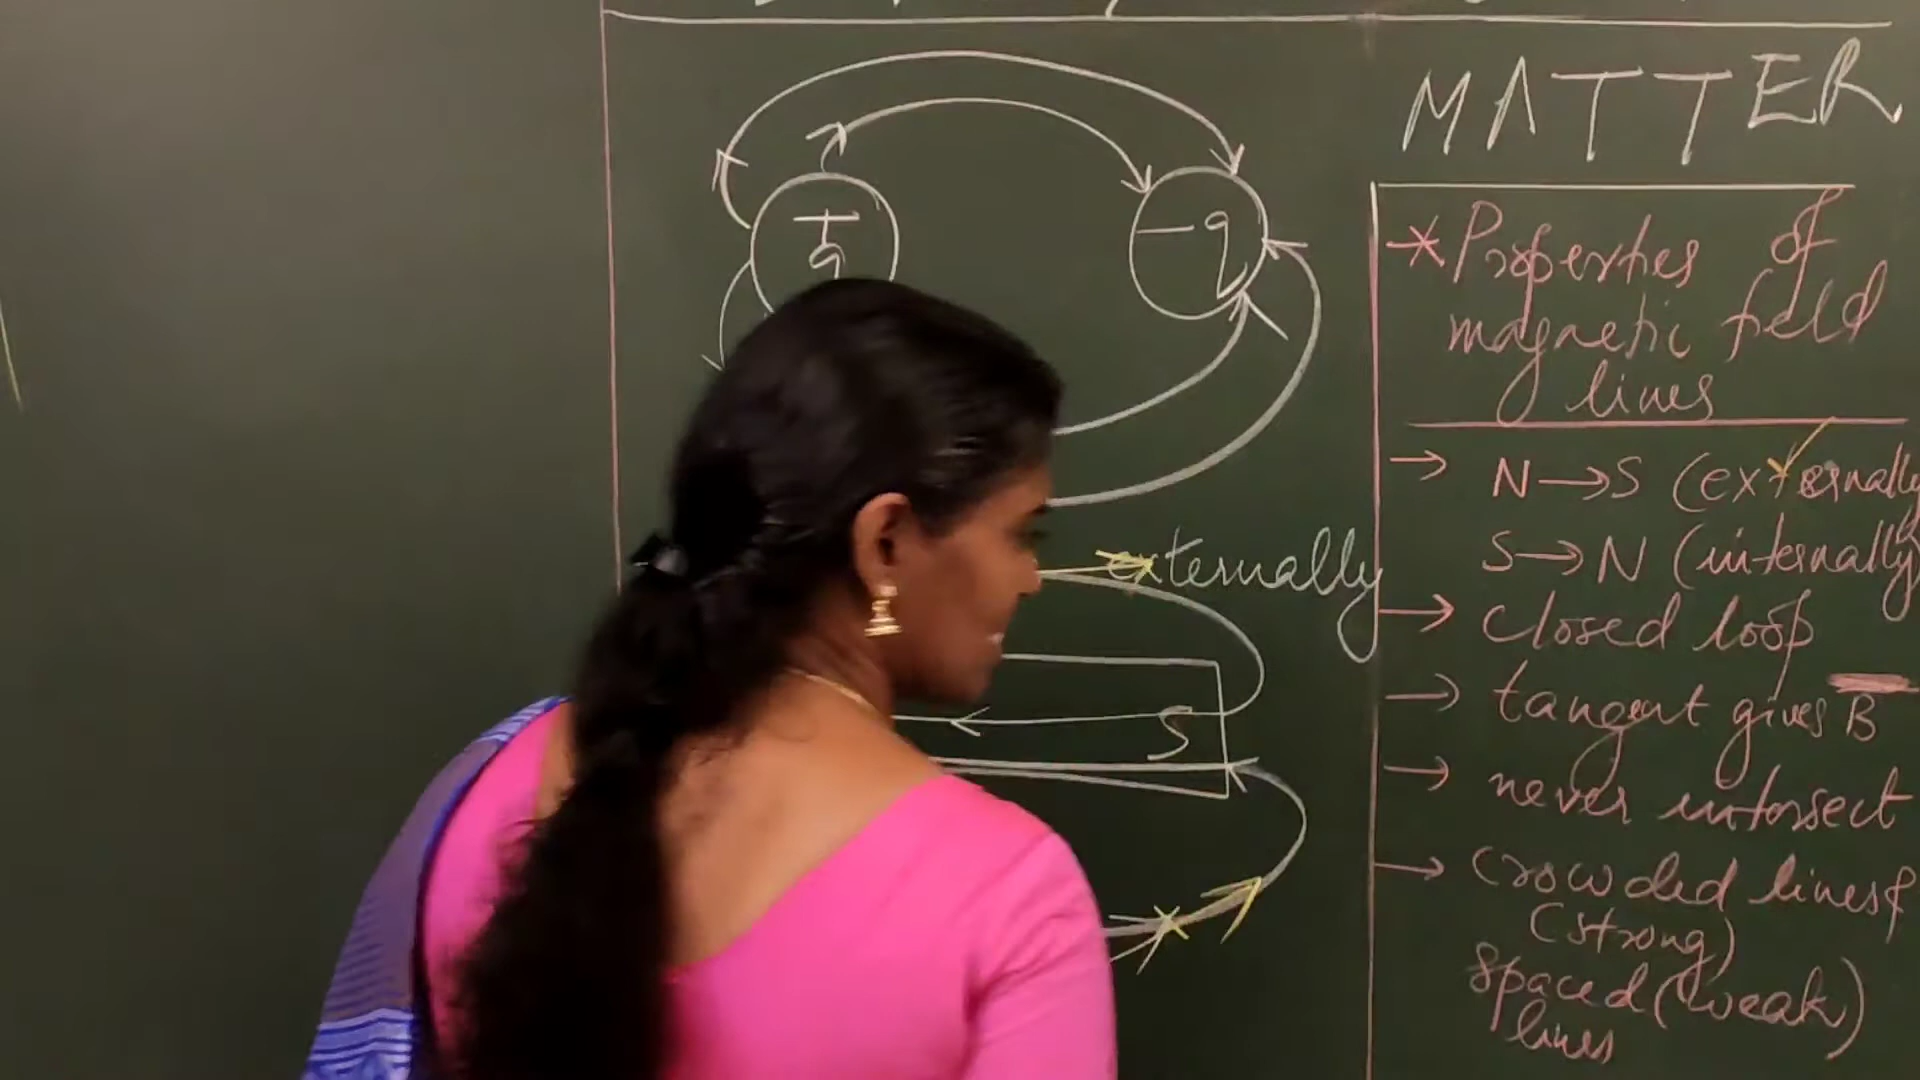 +
q
-q
externally
S
MATTER
* Properties of
magnetic field
lines
→ N→S (externally
S→N (internally)
→ closed loop
→ tangent gives B
→ never intersect
→ Crowded lines &
(strong)
spaced (weak)
lines